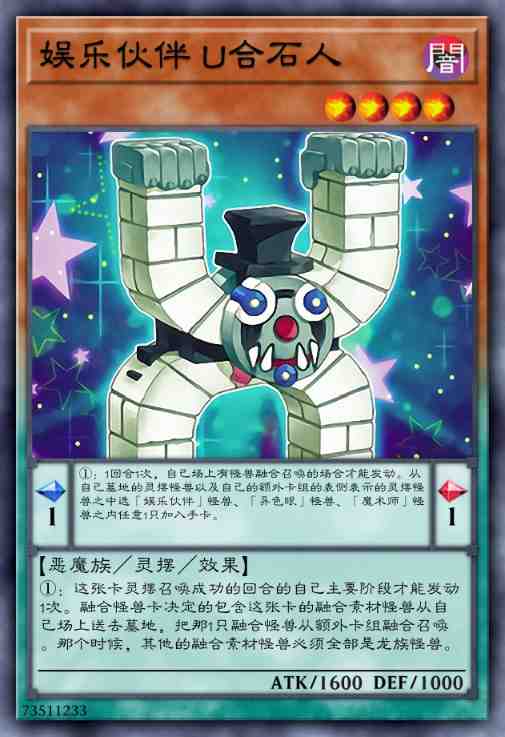 娱乐伙伴 U合石人
闇
①：1回合1次，自己场上有怪兽融合召唤的场合才能发动。从
自己墓地的灵摆怪兽以及自己的额外卡组的表侧表示的灵摆怪
兽之中选「娱乐伙伴」怪兽、「异色眼」怪兽、「魔术师」怪
兽之内任意1只加入手卡。
1
1
【恶魔族／灵摆／效果】
①：这张卡灵摆召唤成功的回合的自己主要阶段才能发动
1次。融合怪兽卡决定的包含这张卡的融合素材怪兽从自
己场上送去墓地，把那1只融合怪兽从额外卡组融合召唤
。那个时候，其他的融合素材怪兽必须全部是龙族怪兽。
ATK/1600 DEF/1000
73511233